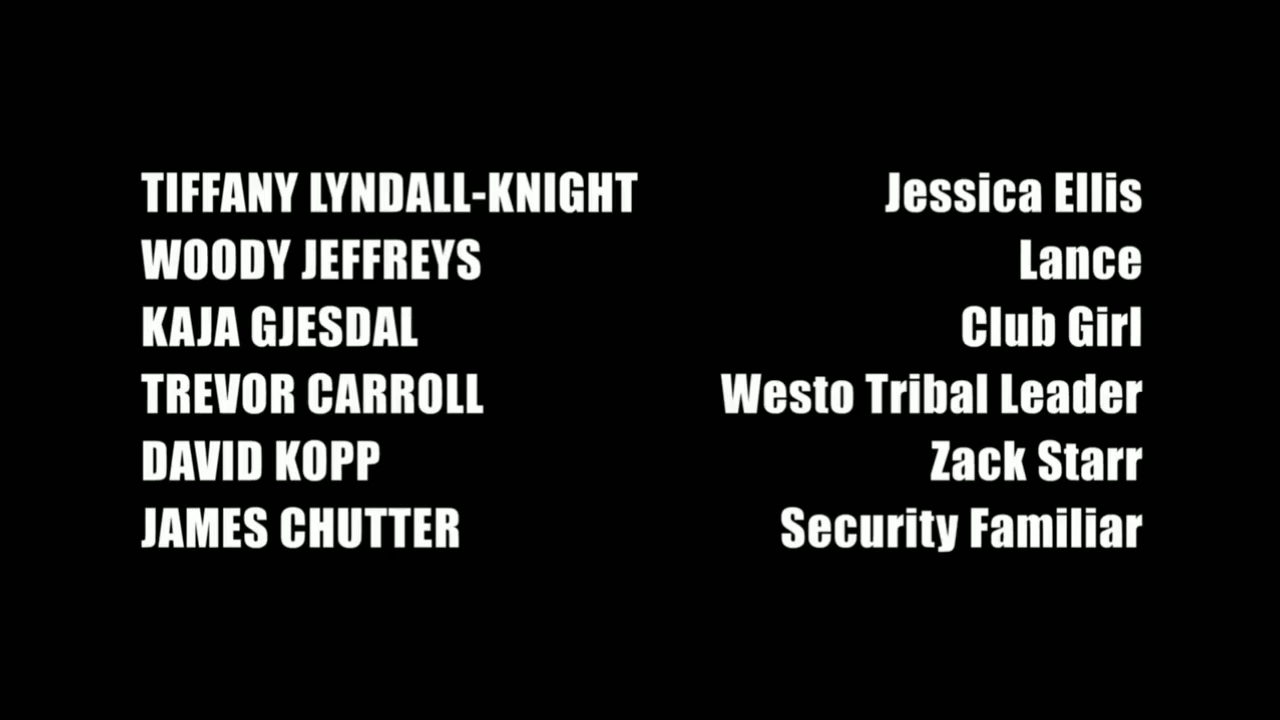 TIFFANY LYNDALL-KNIGHT Jessica Ellis
WOODY JEFFREYS Lance
KAJA GJESDAL Club Girl
TREVOR CARROLL Westo Tribal Leader
DAVID KOPP Zack Starr
JAMES CHUTTER Security Familiar